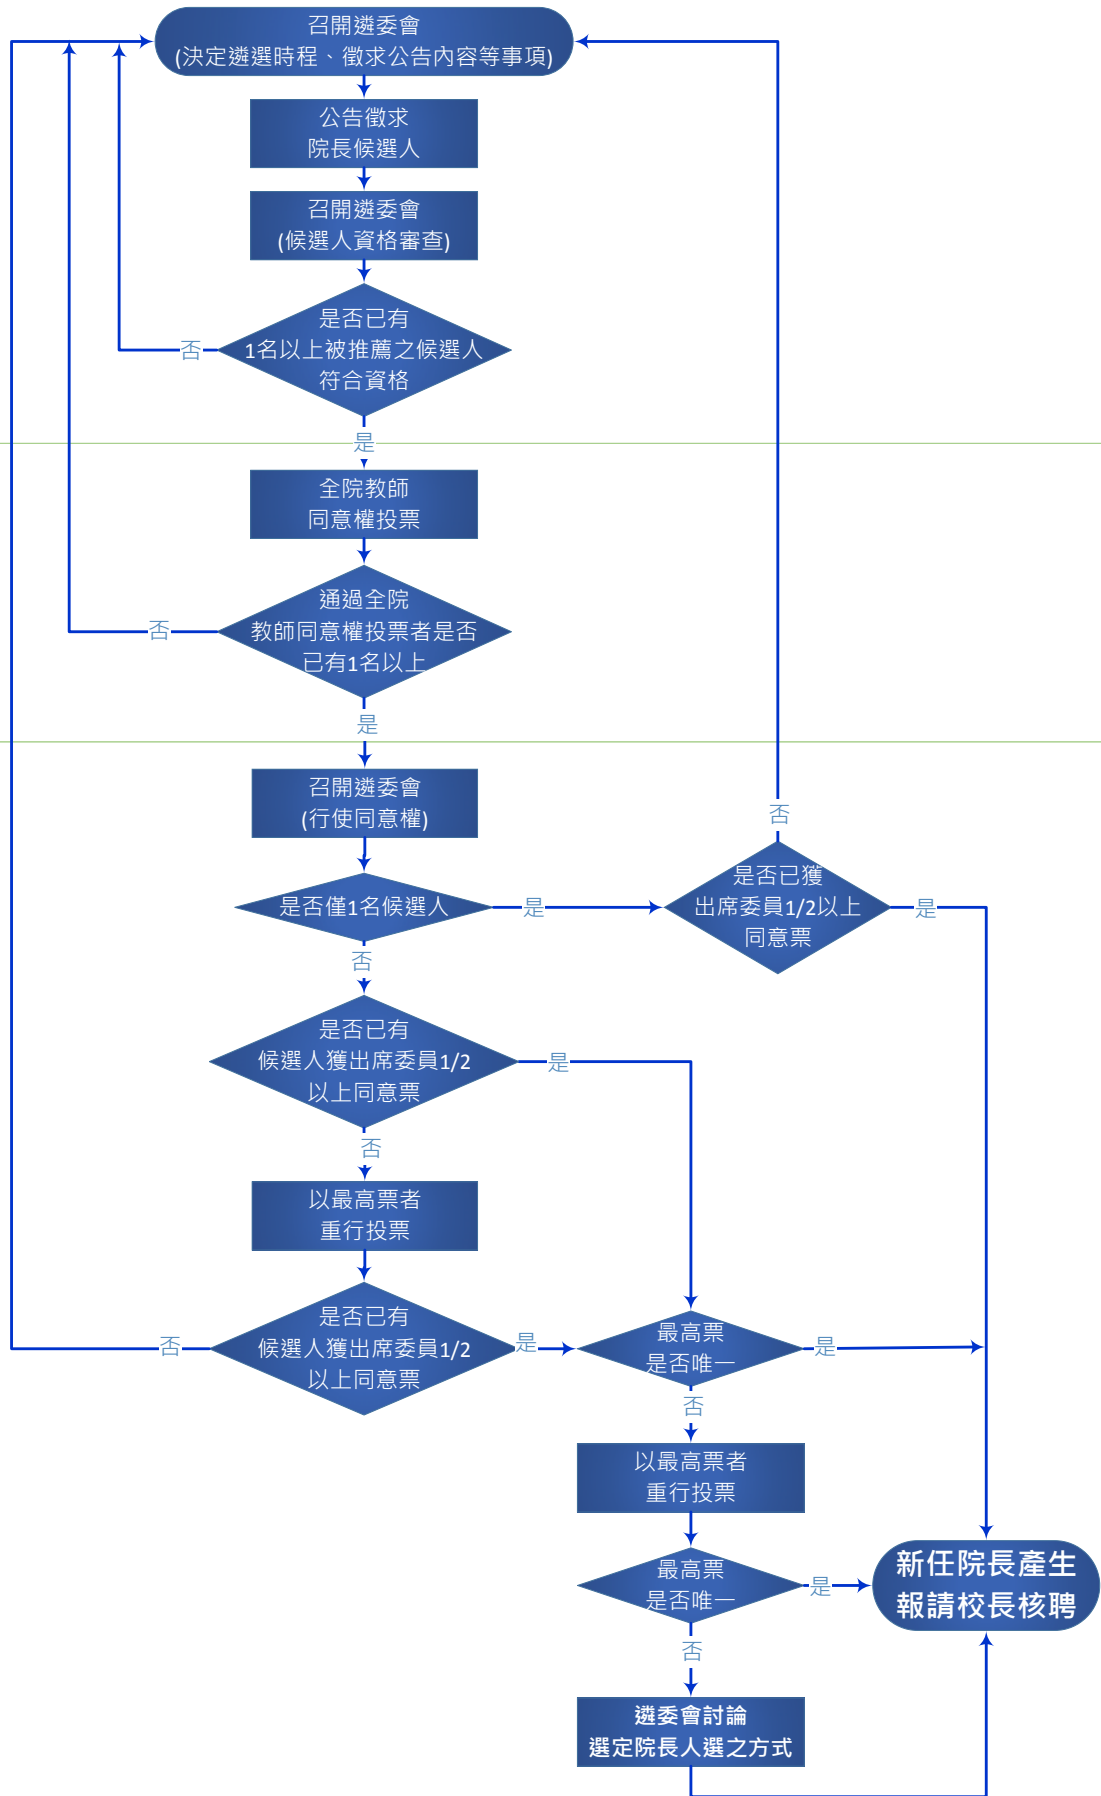 召開遴委會
(決定遴選時程、徵求公告內容等事項)
公告徵求
院長候選人
召開遴委會
(候選人資格審查)
是否已有
1名以上被推薦之候選人
符合資格
否
是
全院教師
同意權投票
通過全院
教師同意權投票者是否
已有1名以上
否
是
召開遴委會
(行使同意權)
是否僅1名候選人
是
是否已獲
出席委員1/2以上
同意票
否
是
否
是否已有
候選人獲出席委員1/2
以上同意票
是
否
以最高票者
重行投票
是否已有
候選人獲出席委員1/2
以上同意票
否
是
最高票
是否唯一
是
否
以最高票者
重行投票
最高票
是否唯一
是
新任院長產生
報請校長核聘
否
遴委會討論
選定院長人選之方式